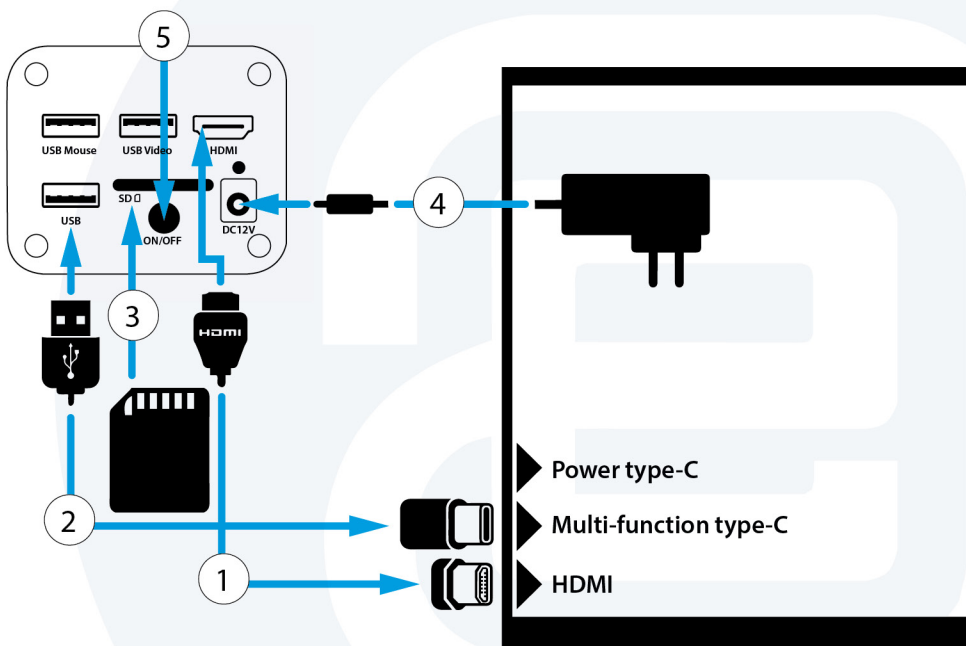 5
USB Mouse
USB Video
HDMI
USB
SD
ON/OFF
DC12V
4
3
HDMI
Power type-C
2
Multi-function type-C
1
HDMI